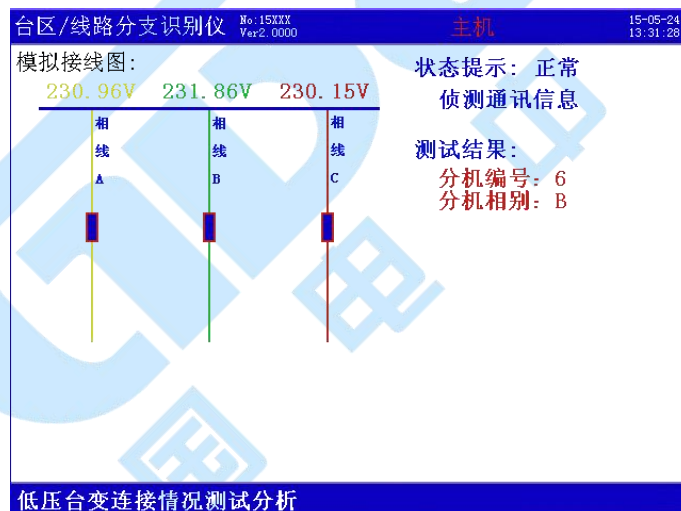 台区/线路分支识别仪 No:15XXX Ver2.0000 主机 15-05-24 13:31:28
模拟接线图:
230.96V 231.86V 230.15V
相线A 相线B 相线C
状态提示: 正常
侦测通讯信息
测试结果:
分机编号: 6
分机相别: B
低压台变连接情况测试分析